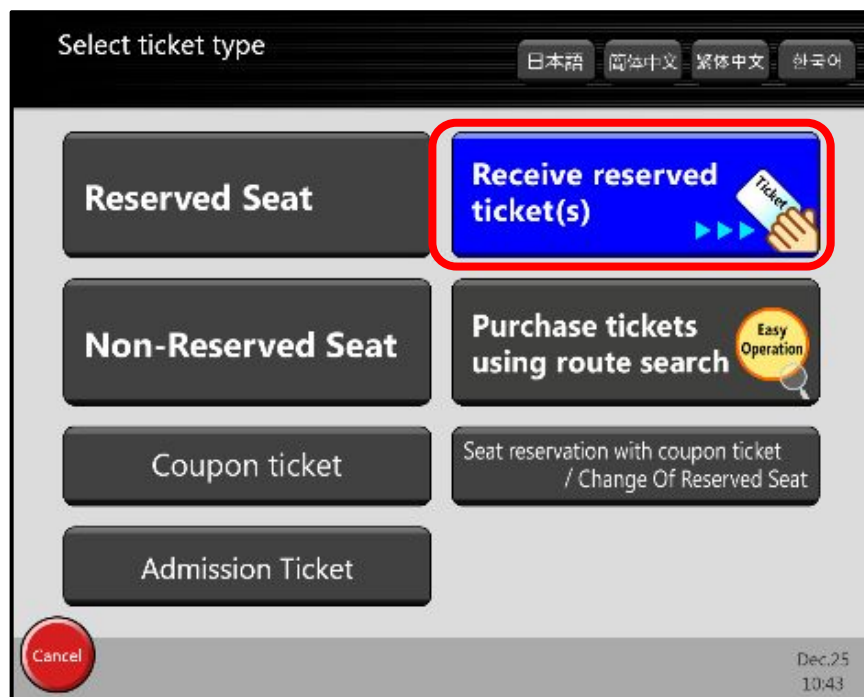 Select ticket type
日本語 简体中文 繁体中文 한국어
Reserved Seat
Receive reserved
ticket(s)
Ticket
Non-Reserved Seat
Purchase tickets
using route search
Easy
Operation
Coupon ticket
Seat reservation with coupon ticket
/ Change Of Reserved Seat
Admission Ticket
Cancel
Dec.25
10:43